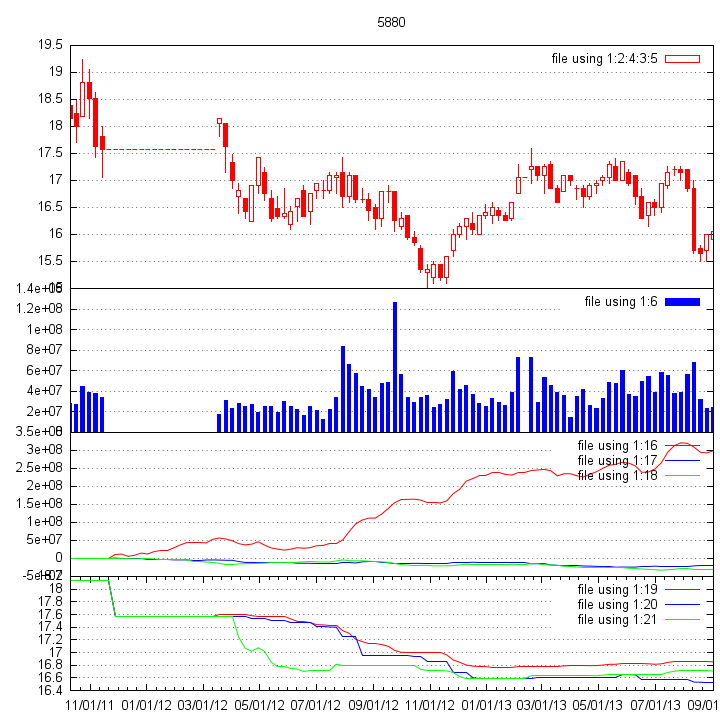 5880
19.5
file using 1:2:4:3:5
19
18.5
18
17.5
17
16.5
16
15.5
1.4e+08
file using 1:6
1.2e+08
1e+08
8e+07
6e+07
4e+07
2e+07
3.5e+08
file using 1:16
3e+08
file using 1:17
2.5e+08
file using 1:18
2e+08
1.5e+08
1e+08
5e+07
0
-5e+07
18
file using 1:19
17.8
file using 1:20
17.6
file using 1:21
17.4
17.2
17
16.8
16.6
16.4
11/01/11 01/01/12 03/01/12 05/01/12 07/01/12 09/01/12 11/01/12 01/01/13 03/01/13 05/01/13 07/01/13 09/01